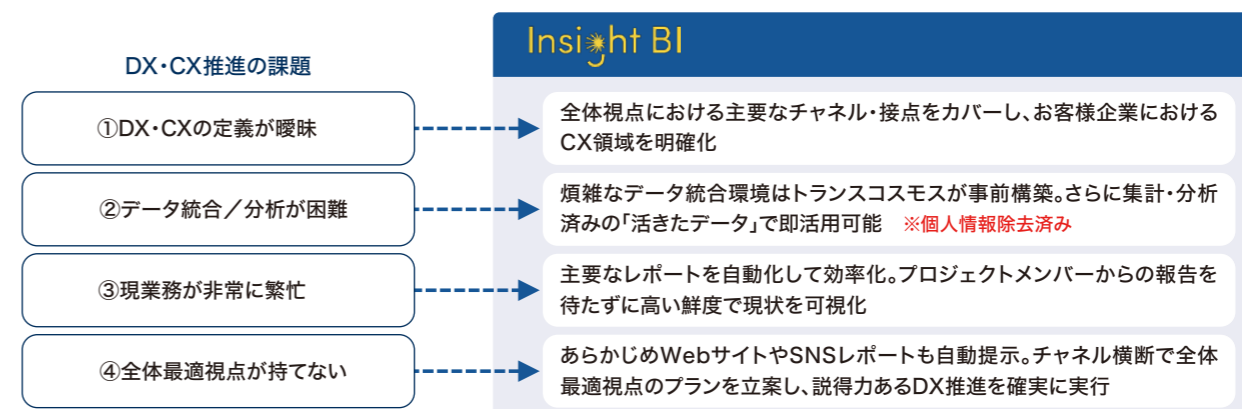 DX・CX推進の課題
Insight BI
①DX・CXの定義が曖昧
全体視点における主要なチャネル・接点をカバーし、お客様企業における
CX領域を明確化
②データ統合／分析が困難
煩雑なデータ統合環境はトランスコスモスが事前構築。さらに集計・分析
済みの「活きたデータ」で即活用可能　※個人情報除去済み
③現業務が非常に繁忙
主要なレポートを自動化して効率化。プロジェクトメンバーからの報告を
待たずに高い鮮度で現状を可視化
④全体最適視点が持てない
あらかじめWebサイトやSNSレポートも自動提示。チャネル横断で全体
最適視点のプランを立案し、説得力あるDX推進を確実に実行